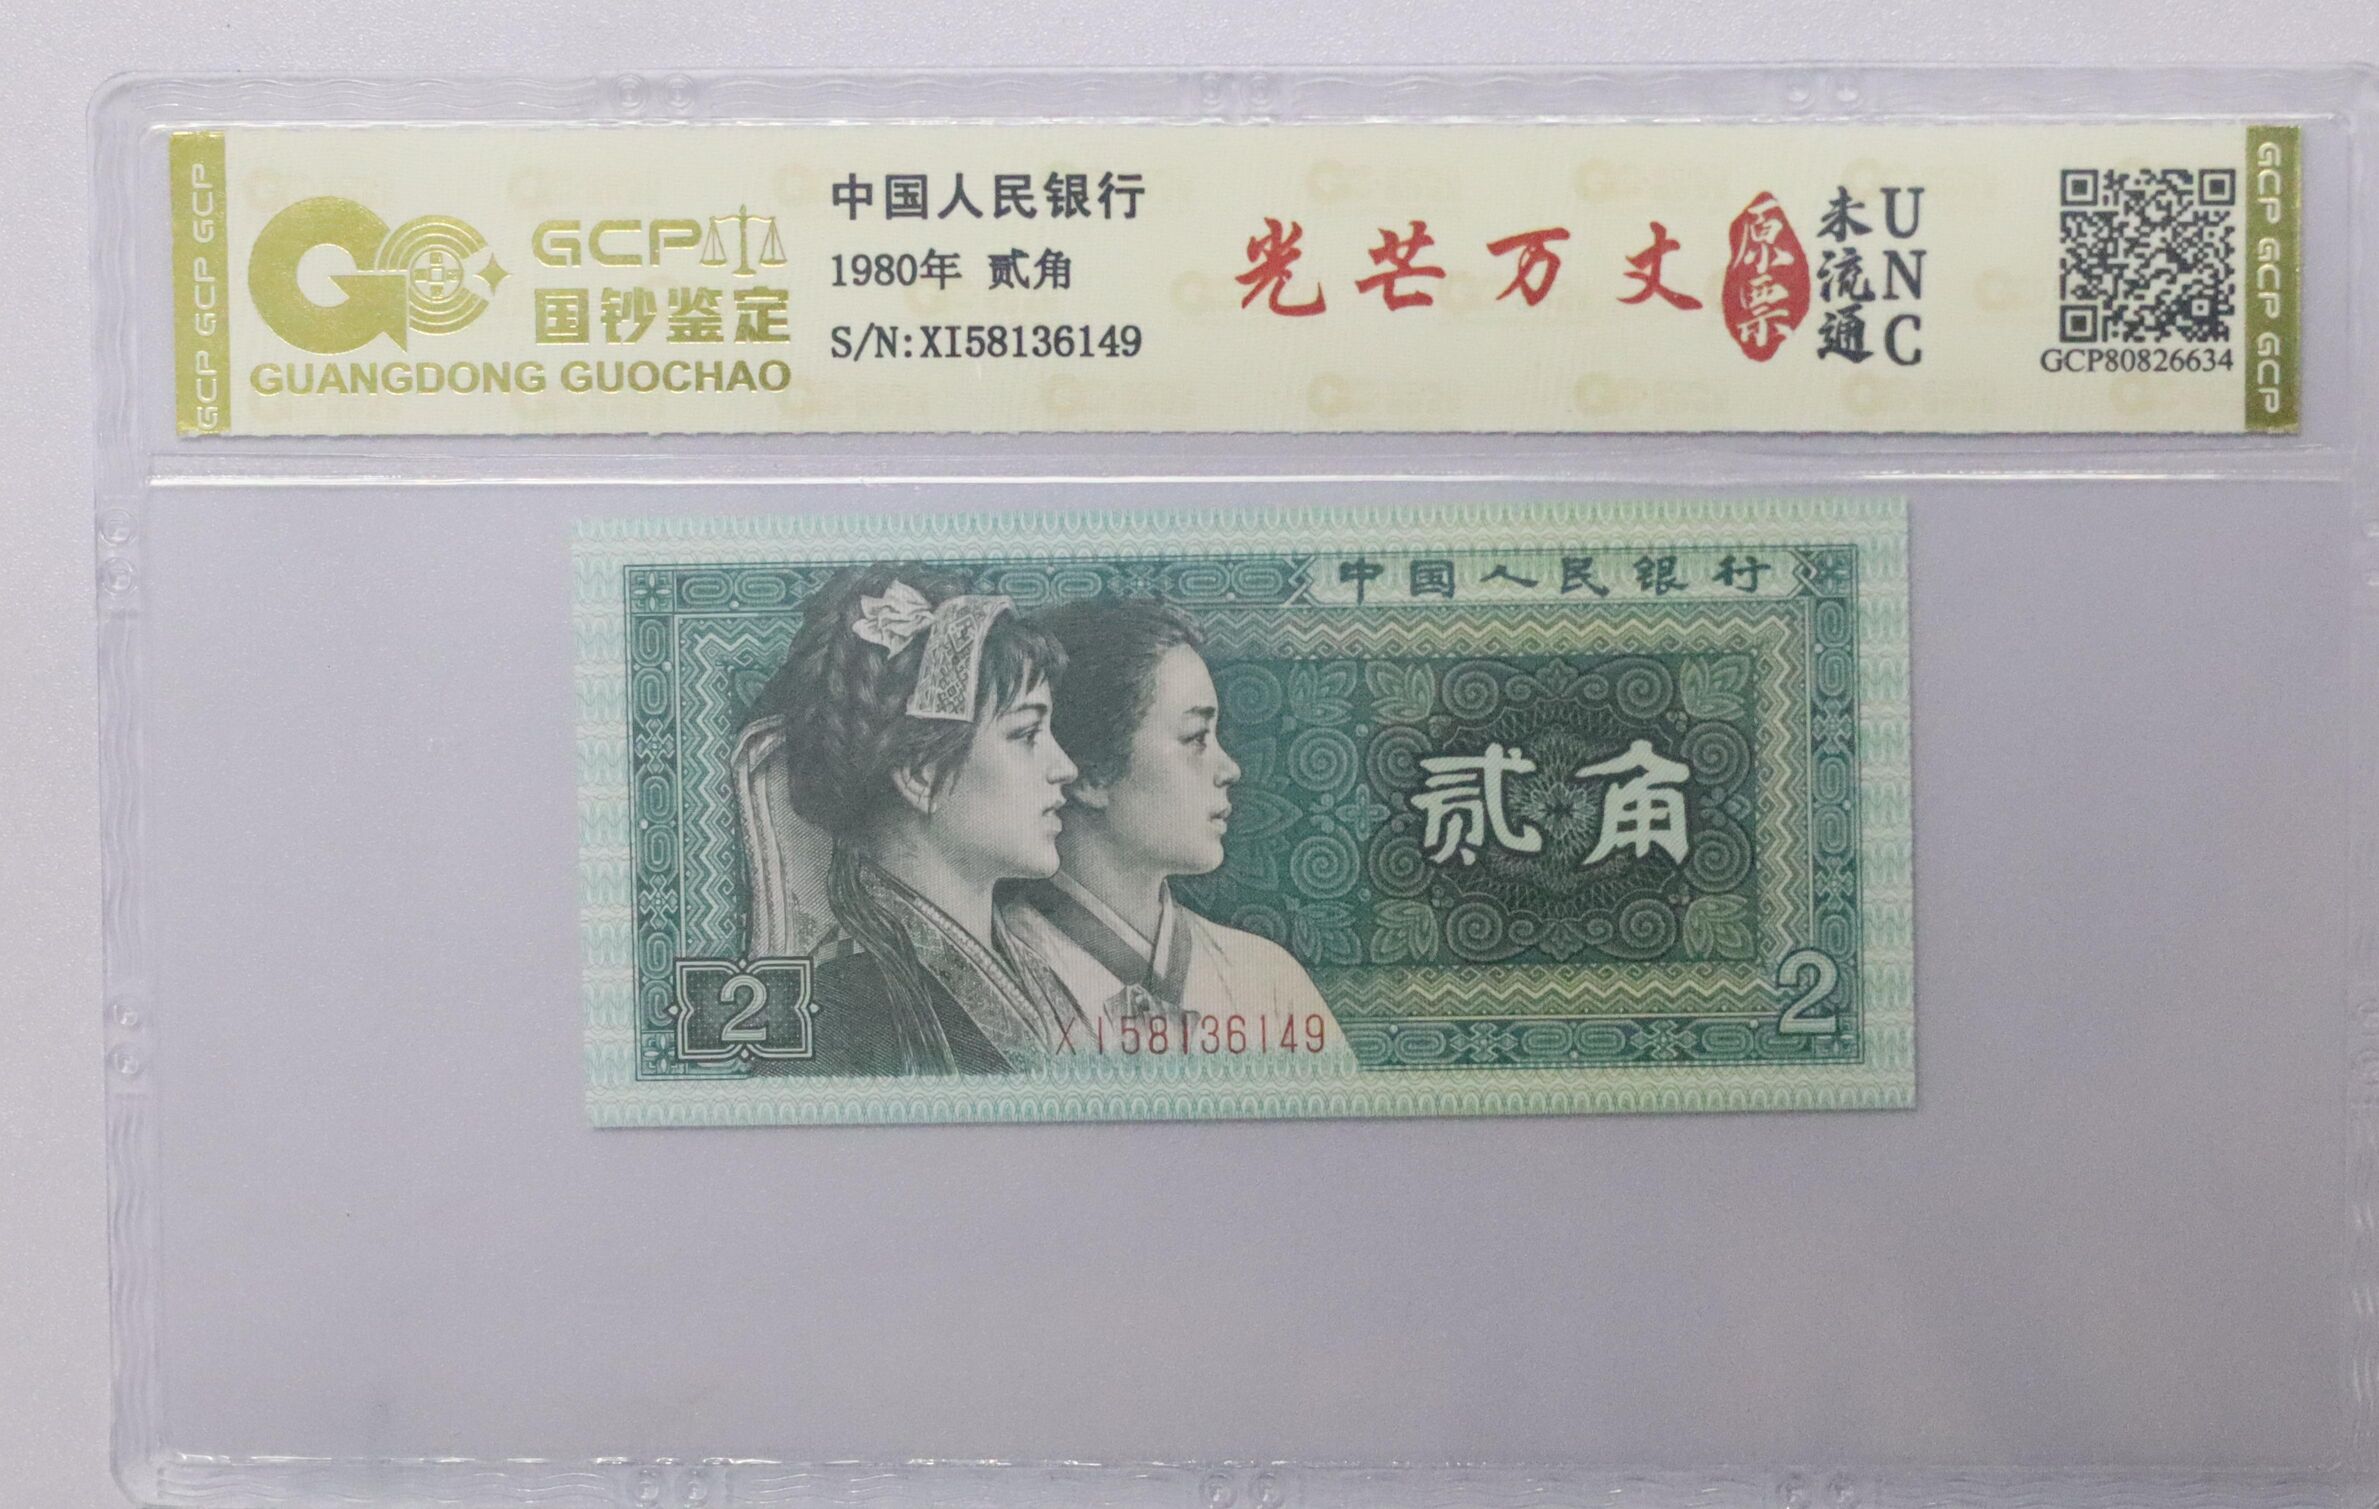 GCP GCP GCP
GCP
国钞鉴定
GUANGDONG GUOCHAO
中国人民银行
1980年 贰角
S/N:XI58136149
光芒万丈
原票
未流通
UNC
GCP80826634
GCP GCP GCP
中国人民银行
贰角
2
2
XI58136149